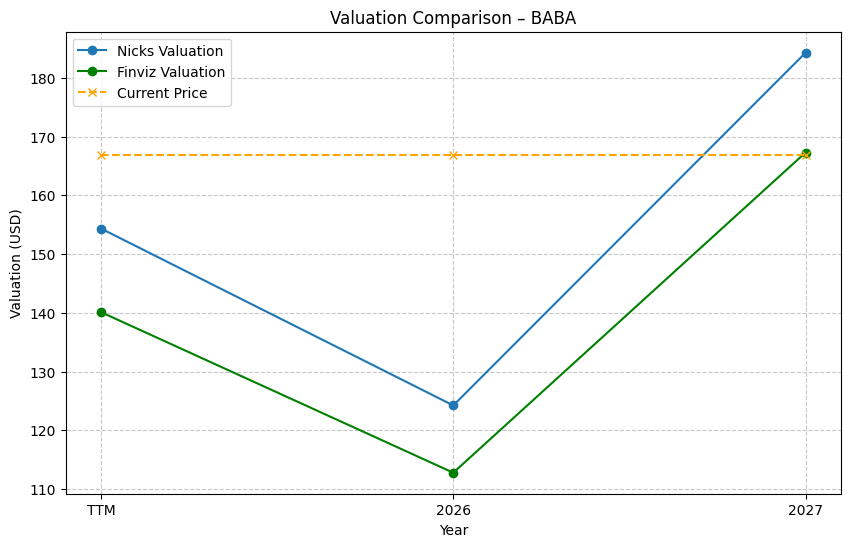 Valuation Comparison – BABA
Nicks Valuation
Finviz Valuation
Current Price
Valuation (USD)
180
170
160
150
140
130
120
110
TTM
2026
2027
Year